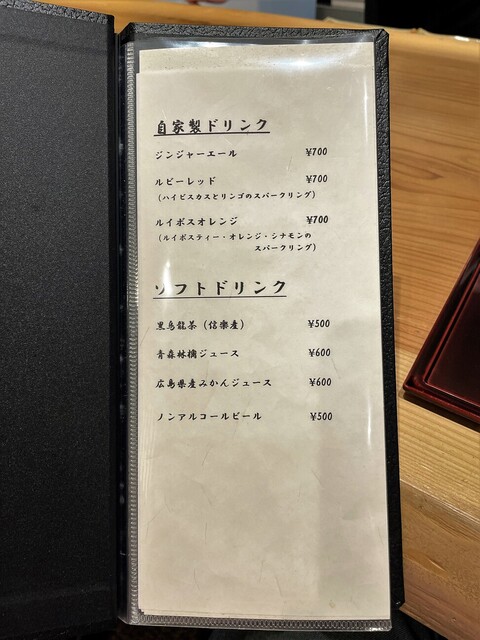 自家製ドリンク
ジンジャーエール ¥700
ルビーレッド ¥700
(ハイビスカスとリンゴのスパークリング)
ルイボスオレンジ ¥700
(ルイボスティー・オレンジ・シナモンの
スパークリング)
ソフトドリンク
黒烏龍茶(信楽産) ¥500
青森林檎ジュース ¥600
広島県産みかんジュース ¥600
ノンアルコールビール ¥500